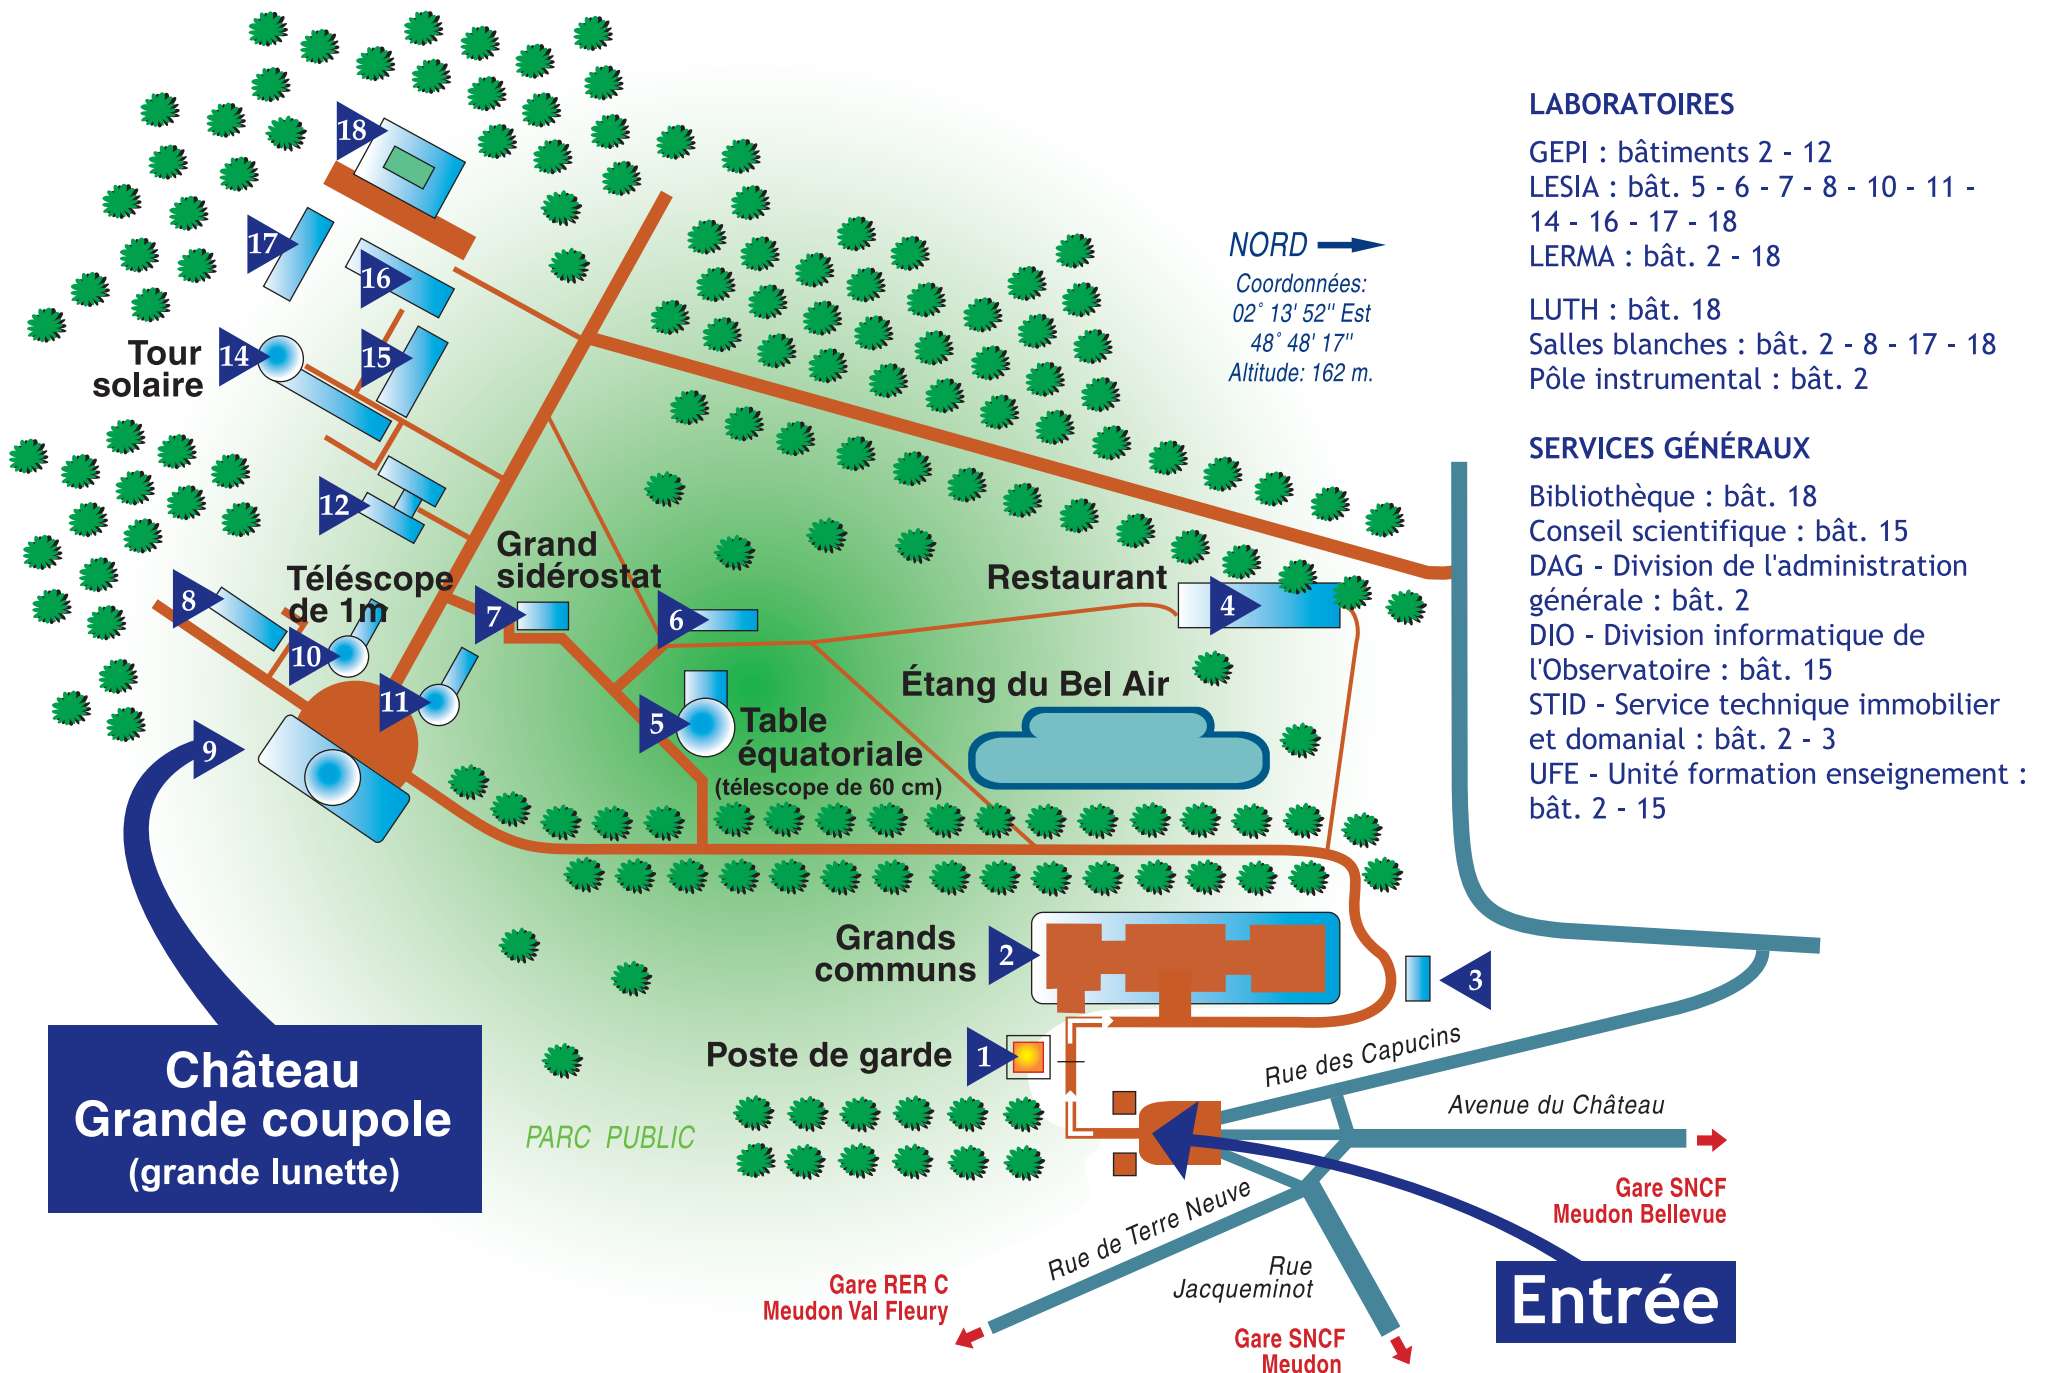 18
17
16
Tour
solaire
14
15
12
Grand
sidérostat
Téléscope
de 1m
8
7
6
10
11
9
5
Table
équatoriale
(télescope de 60 cm)
Restaurant
4
Étang du Bel Air
Grands
communs
2
3
Poste de garde
1
PARC PUBLIC
Château
Grande coupole
(grande lunette)
NORD
Coordonnées:
02° 13' 52" Est
48° 48' 17"
Altitude: 162 m.
Rue des Capucins
Avenue du Château
Gare SNCF
Meudon Bellevue
Rue de Terre Neuve
Rue
Jacqueminot
Gare RER C
Meudon Val Fleury
Gare SNCF
Meudon
Entrée
LABORATOIRES
GEPI : bâtiments 2 - 12
LESIA : bât. 5 - 6 - 7 - 8 - 10 - 11 -
14 - 16 - 17 - 18
LERMA : bât. 2 - 18
LUTH : bât. 18
Salles blanches : bât. 2 - 8 - 17 - 18
Pôle instrumental : bât. 2
SERVICES GÉNÉRAUX
Bibliothèque : bât. 18
Conseil scientifique : bât. 15
DAG - Division de l'administration
générale : bât. 2
DIO - Division informatique de
l'Observatoire : bât. 15
STID - Service technique immobilier
et domanial : bât. 2 - 3
UFE - Unité formation enseignement :
bât. 2 - 15